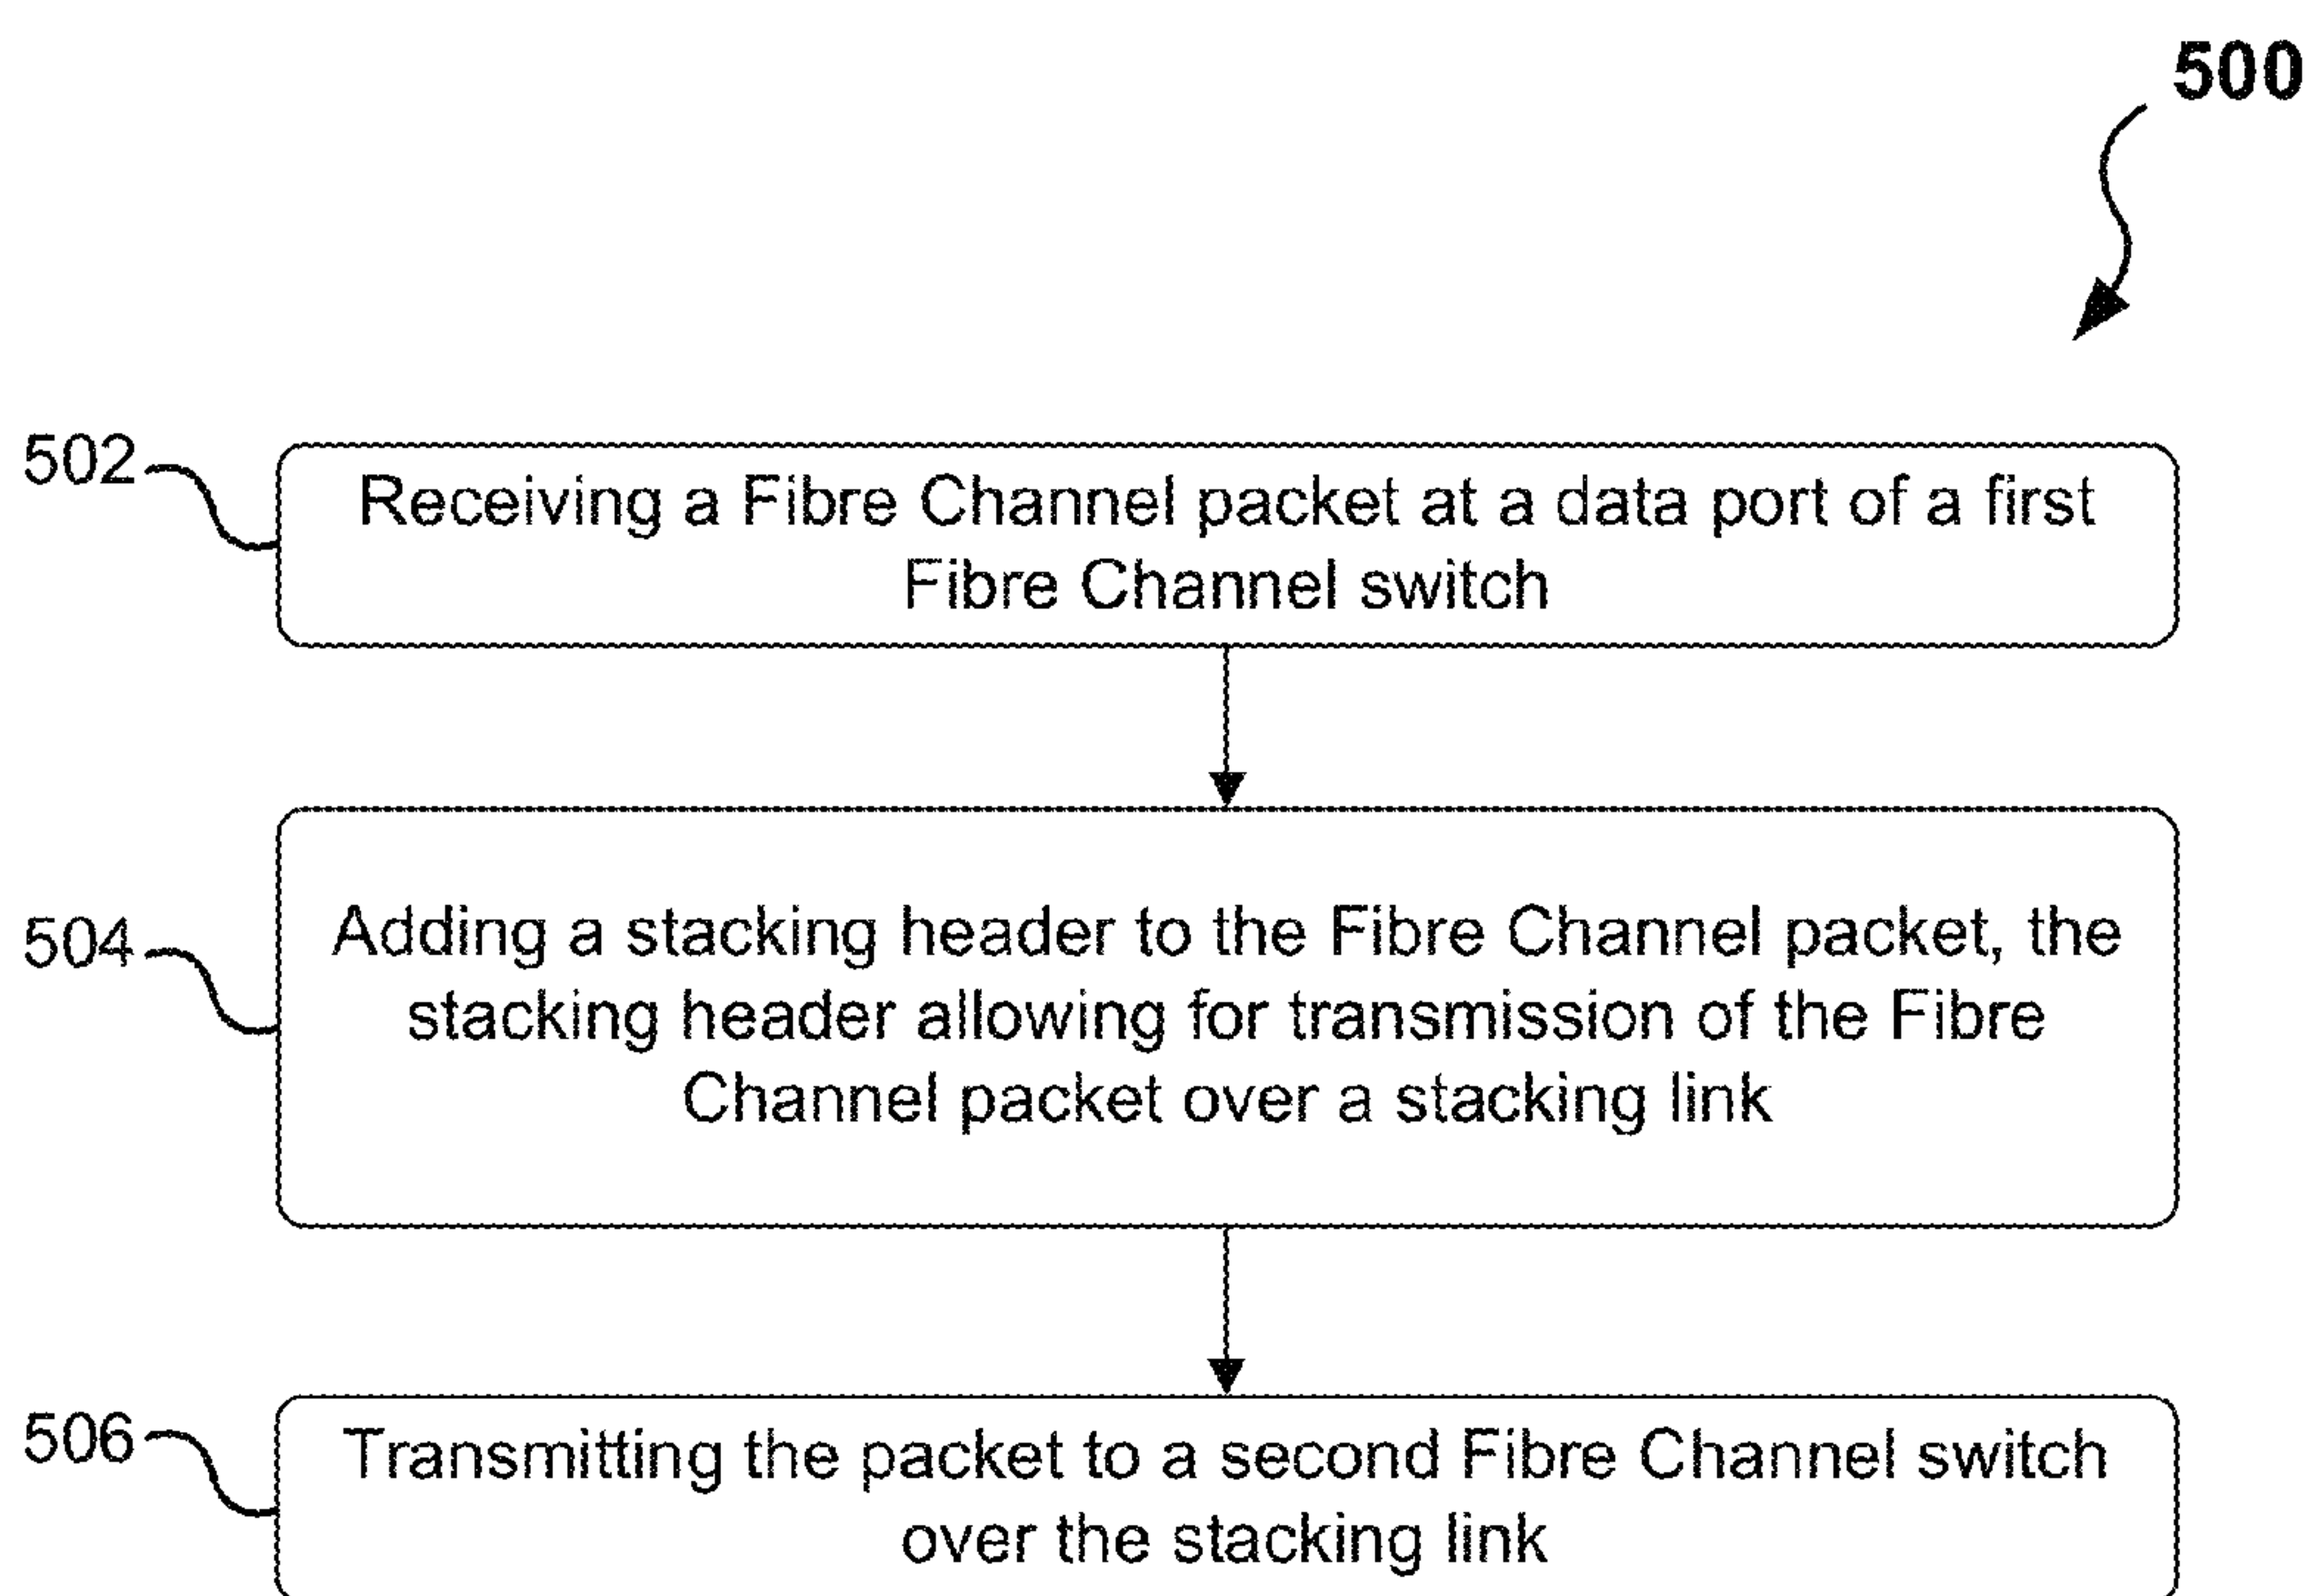 500
502
Receiving a Fibre Channel packet at a data port of a first
Fibre Channel switch
504
Adding a stacking header to the Fibre Channel packet, the
stacking header allowing for transmission of the Fibre
Channel packet over a stacking link
506
Transmitting the packet to a second Fibre Channel switch
over the stacking link